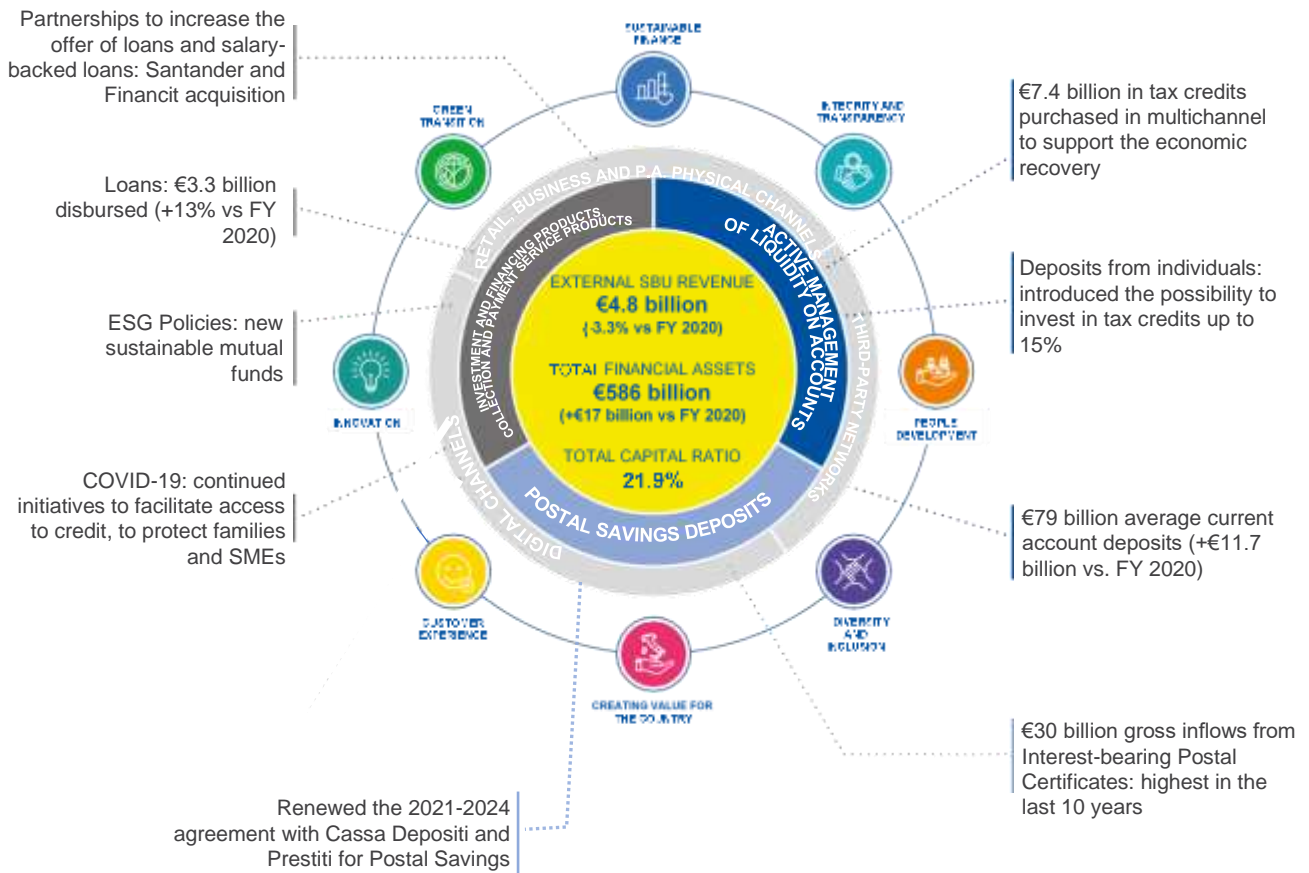 Partnerships to increase the
offer of loans and salary-
backed loans: Santander and
Financit acquisition
Loans: €3.3 billion
disbursed (+13% vs FY
2020)
ESG Policies: new
sustainable mutual
funds
COVID-19: continued
initiatives to facilitate access
to credit, to protect families
and SMEs
Renewed the 2021-2024
agreement with Cassa Depositi and
Prestiti for Postal Savings
SUSTAINABLE
FINANCE
GREEN
TRANSITION
INTEGRITY AND
TRANSPARENCY
INNOVATION
PEOPLE
DEVELOPMENT
CUSTOMER
EXPERIENCE
DIVERSITY
AND
INCLUSION
CREATING VALUE FOR
THE COUNTRY
RETAIL, BUSINESS AND P.A. PHYSICAL CHANNELS
THIRD-PARTY NETWORKS
DIGITAL CHANNELS
INVESTMENT AND FINANCING PRODUCTS,
COLLECTION AND PAYMENT SERVICE PRODUCTS
ACTIVE MANAGEMENT
OF LIQUIDITY ON ACCOUNTS
POSTAL SAVINGS DEPOSITS
EXTERNAL SBU REVENUE
€4.8 billion
(-3.3% vs FY 2020)
TOTAL FINANCIAL ASSETS
€586 billion
(+€17 billion vs FY 2020)
TOTAL CAPITAL RATIO
21.9%
€7.4 billion in tax credits
purchased in multichannel
to support the economic
recovery
Deposits from individuals:
introduced the possibility to
invest in tax credits up to
15%
€79 billion average current
account deposits (+€11.7
billion vs. FY 2020)
€30 billion gross inflows from
Interest-bearing Postal
Certificates: highest in the
last 10 years